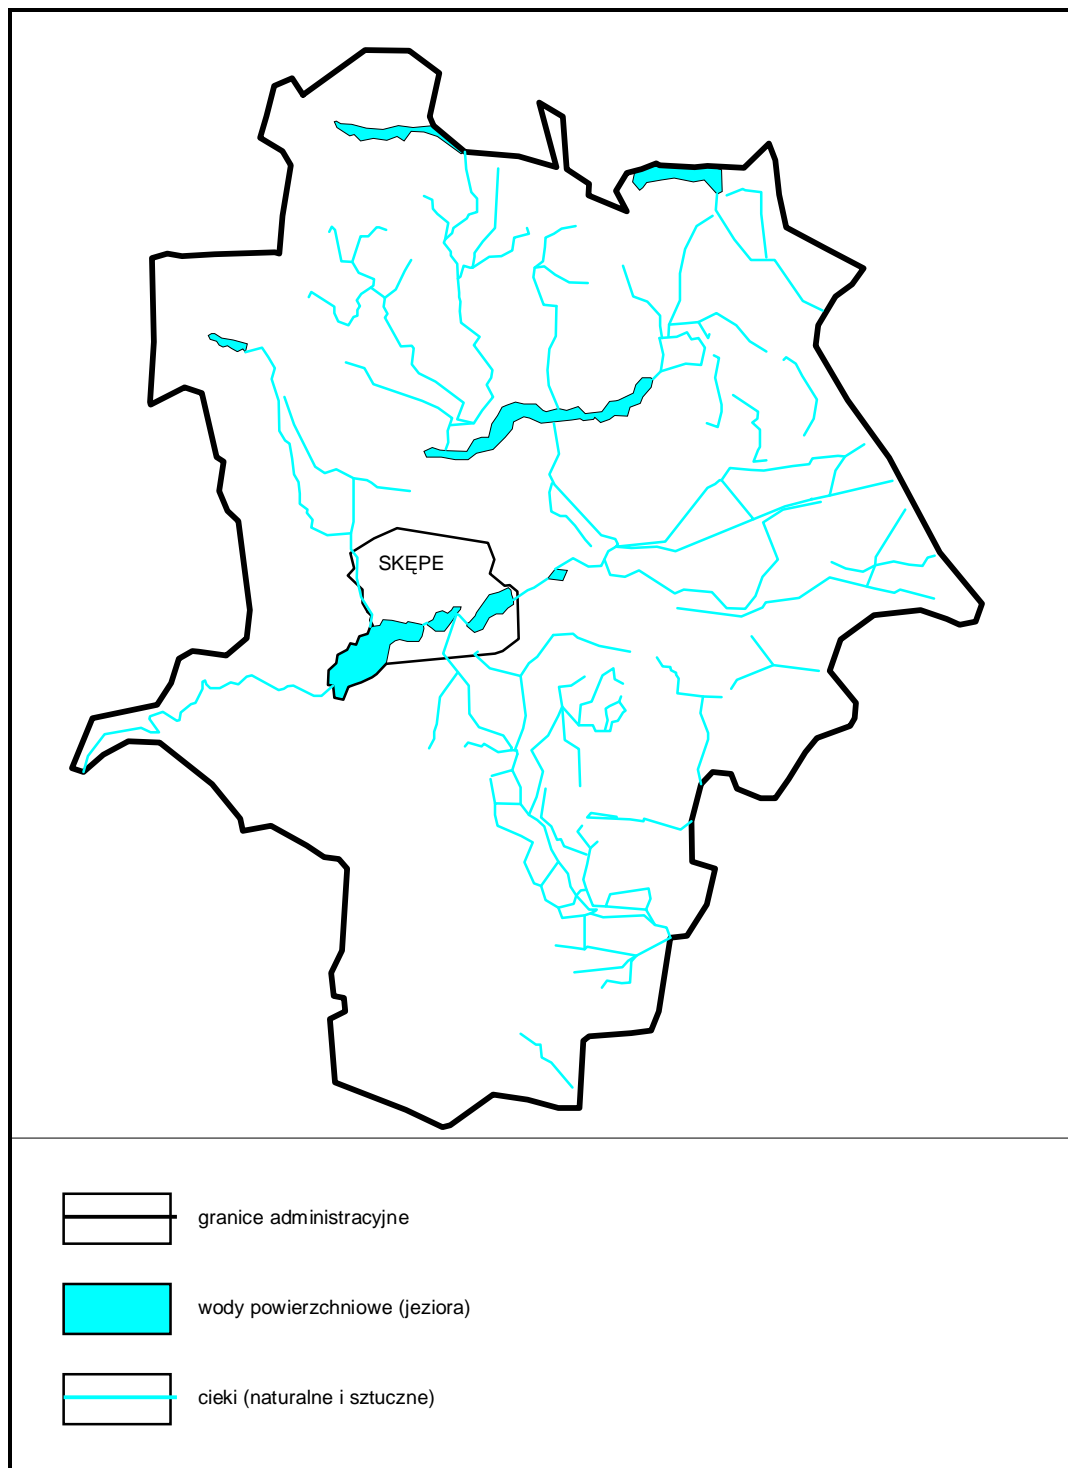 SKĘPE
granice administracyjne
wody powierzchniowe (jeziora)
cieki (naturalne i sztuczne)